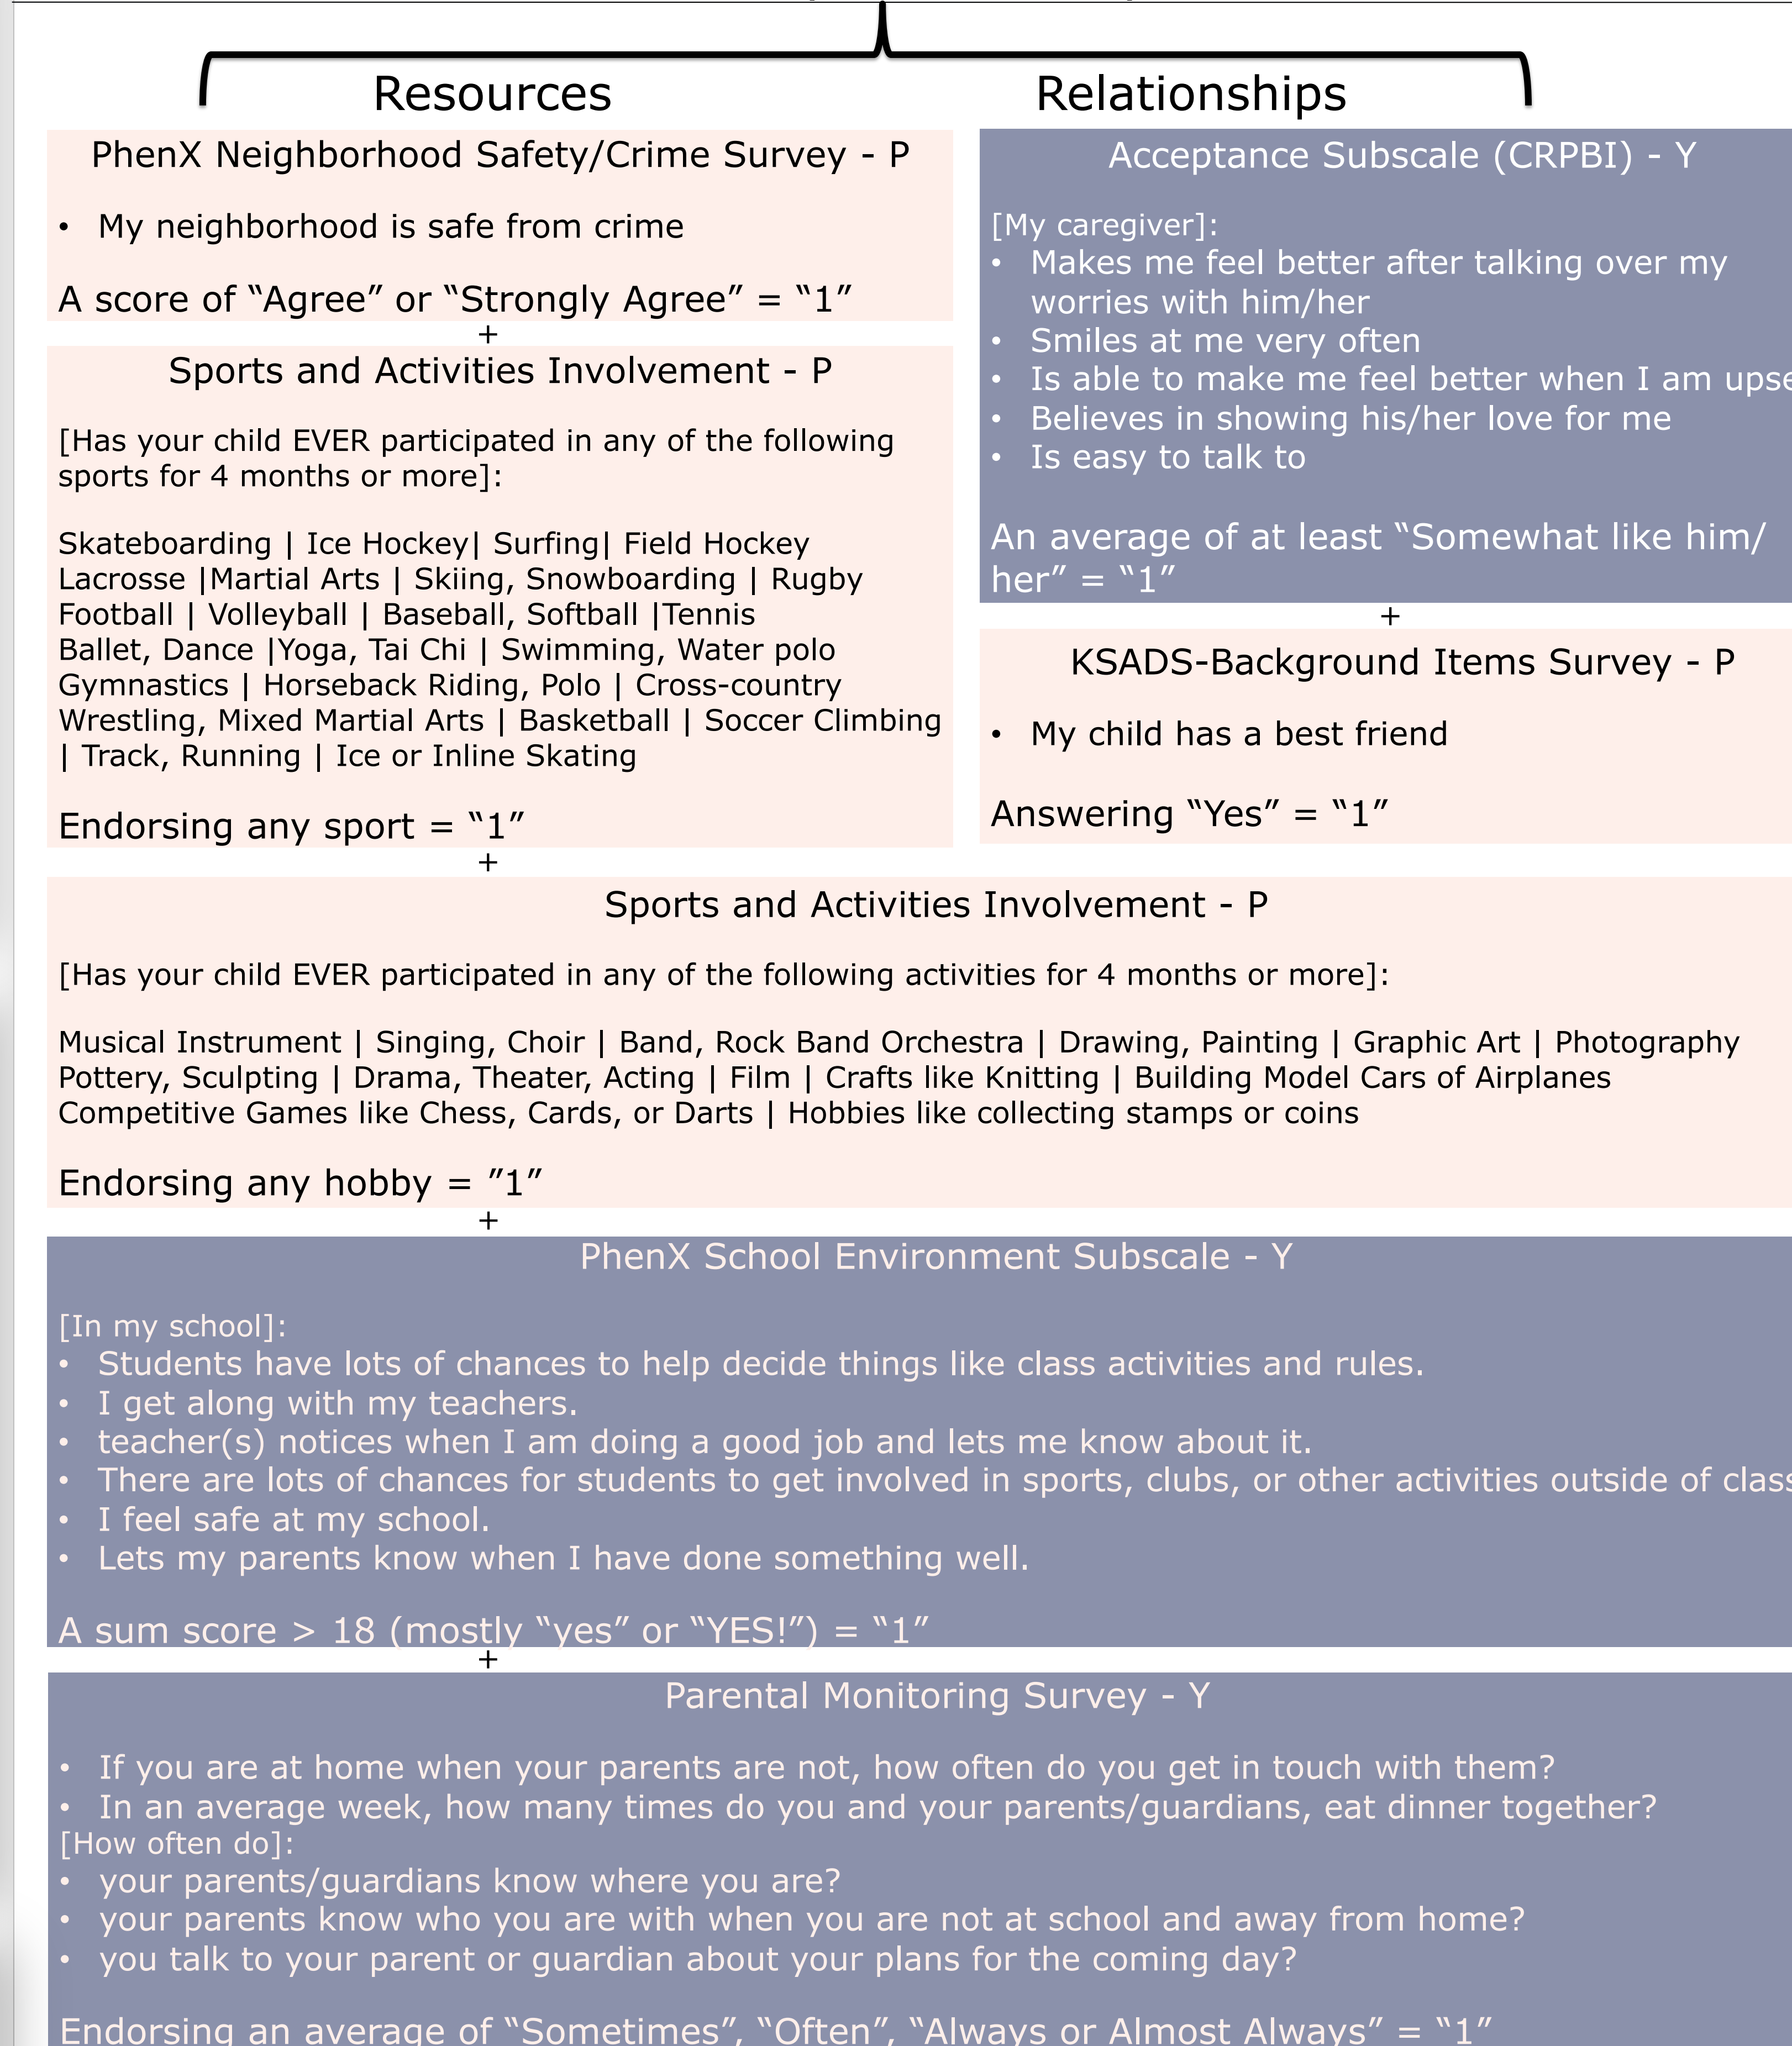 Resources
Relationships
PhenX Neighborhood Safety/Crime Survey - P
• My neighborhood is safe from crime
A score of “Agree” or “Strongly Agree” = “1”
+
Sports and Activities Involvement - P
[Has your child EVER participated in any of the following
sports for 4 months or more]:
Skateboarding | Ice Hockey| Surfing| Field Hockey
Lacrosse |Martial Arts | Skiing, Snowboarding | Rugby
Football | Volleyball | Baseball, Softball |Tennis
Ballet, Dance |Yoga, Tai Chi | Swimming, Water polo
Gymnastics | Horseback Riding, Polo | Cross-country
Wrestling, Mixed Martial Arts | Basketball | Soccer Climbing
| Track, Running | Ice or Inline Skating
Endorsing any sport = “1”
+
Acceptance Subscale (CRPBI) - Y
[My caregiver]:
• Makes me feel better after talking over my
worries with him/her
• Smiles at me very often
• Is able to make me feel better when I am upse
• Believes in showing his/her love for me
• Is easy to talk to
An average of at least “Somewhat like him/
her” = “1”
+
KSADS-Background Items Survey - P
• My child has a best friend
Answering “Yes” = “1”
Sports and Activities Involvement - P
[Has your child EVER participated in any of the following activities for 4 months or more]:
Musical Instrument | Singing, Choir | Band, Rock Band Orchestra | Drawing, Painting | Graphic Art | Photography
Pottery, Sculpting | Drama, Theater, Acting | Film | Crafts like Knitting | Building Model Cars of Airplanes
Competitive Games like Chess, Cards, or Darts | Hobbies like collecting stamps or coins
Endorsing any hobby = ”1”
+
PhenX School Environment Subscale - Y
[In my school]:
• Students have lots of chances to help decide things like class activities and rules.
• I get along with my teachers.
• teacher(s) notices when I am doing a good job and lets me know about it.
• There are lots of chances for students to get involved in sports, clubs, or other activities outside of clas
• I feel safe at my school.
• Lets my parents know when I have done something well.
A sum score > 18 (mostly “yes” or “YES!”) = “1”
+
Parental Monitoring Survey - Y
• If you are at home when your parents are not, how often do you get in touch with them?
• In an average week, how many times do you and your parents/guardians, eat dinner together?
[How often do]:
• your parents/guardians know where you are?
• your parents know who you are with when you are not at school and away from home?
• you talk to your parent or guardian about your plans for the coming day?
Endorsing an average of “Sometimes”, “Often”, “Always or Almost Always” = “1”